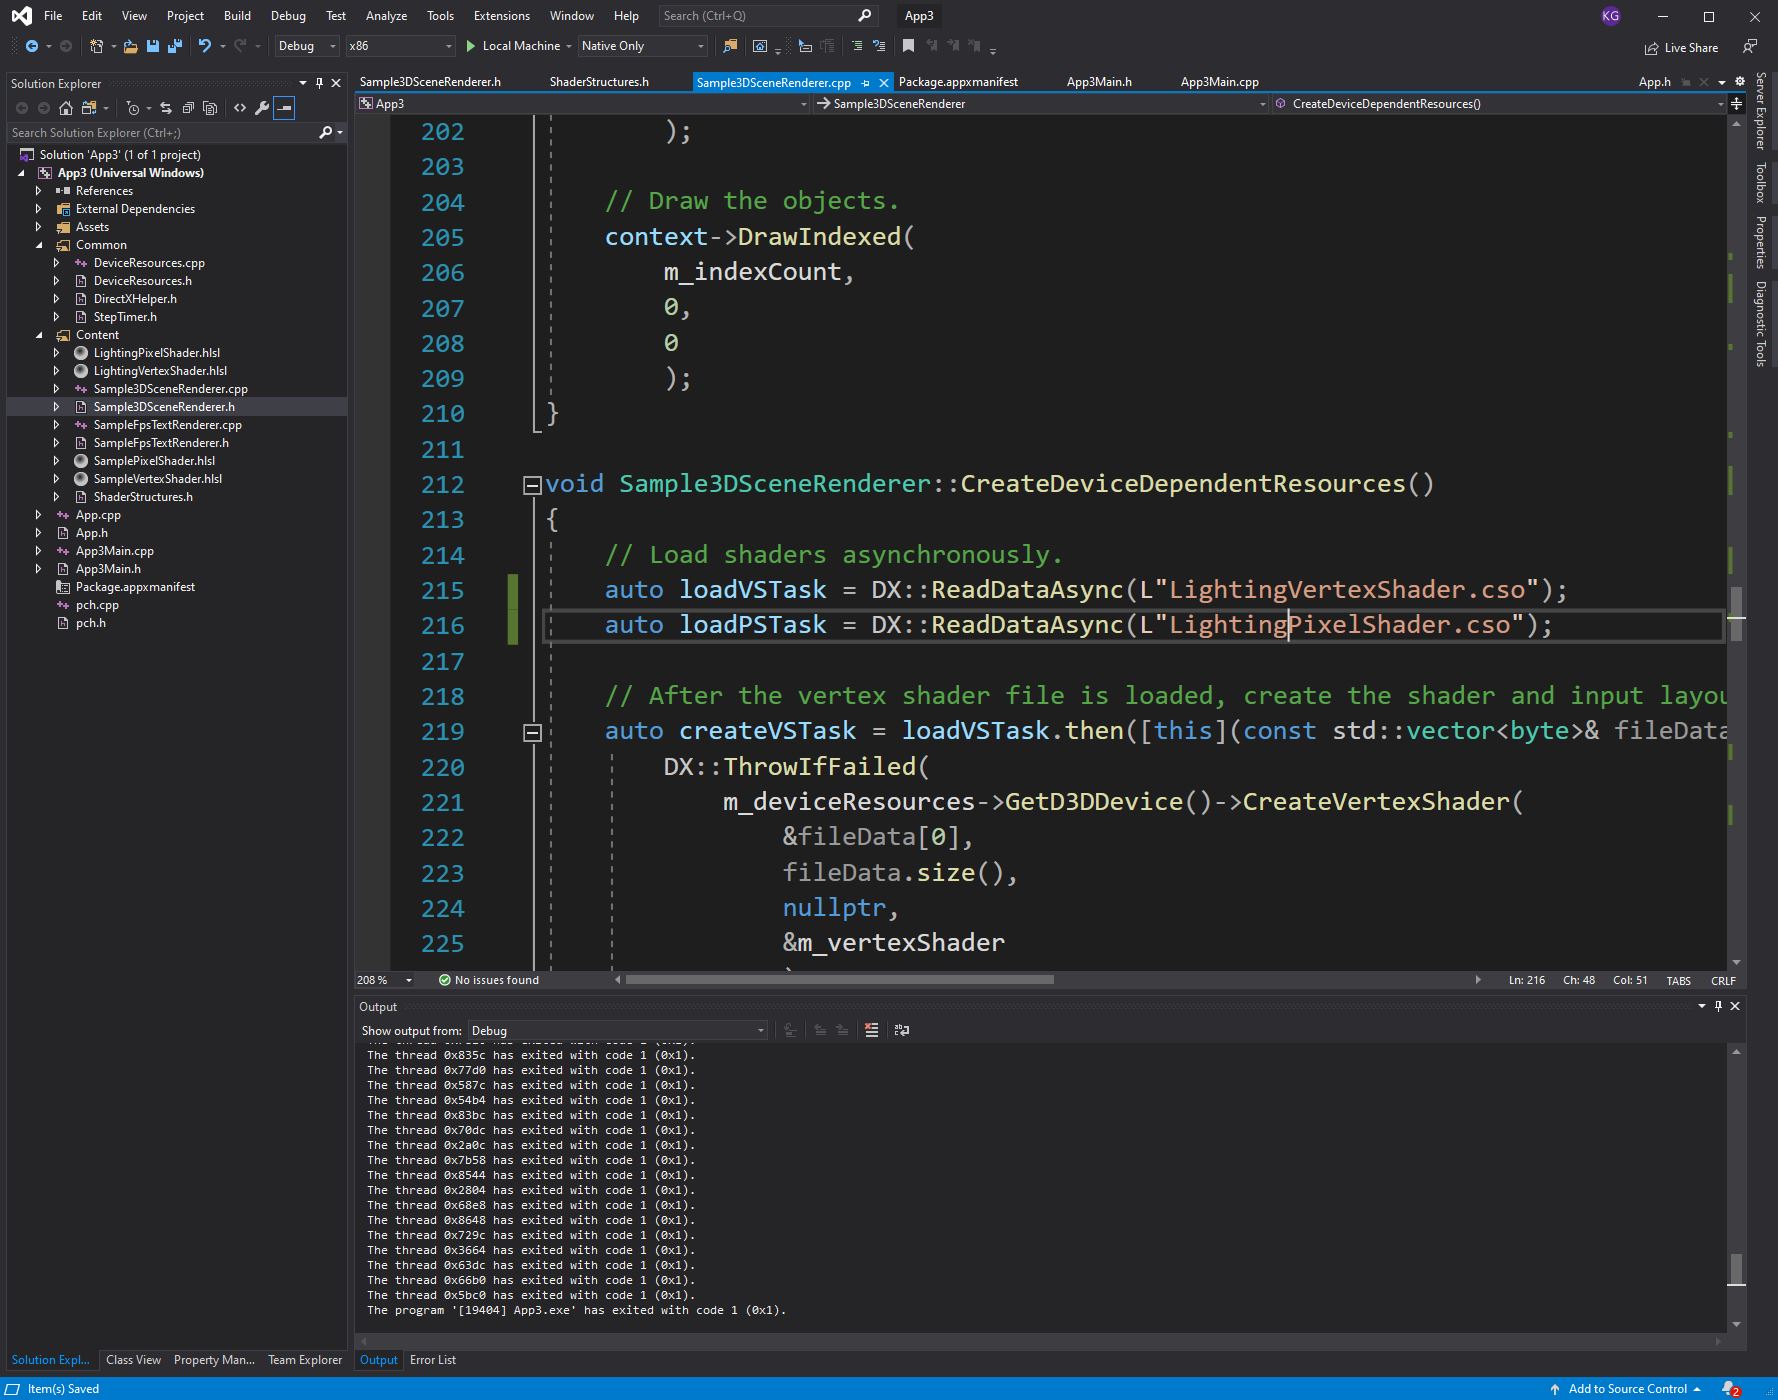 File Edit View Project Build Debug Test Analyze Tools Extensions Window Help Search (Ctrl+Q) App3 KG
Debug x86 Local Machine Native Only Live Share
Solution Explorer
Search Solution Explorer (Ctrl+;)
Solution 'App3' (1 of 1 project)
App3 (Universal Windows)
References
External Dependencies
Assets
Common
DeviceResources.cpp
DeviceResources.h
DirectXHelper.h
StepTimer.h
Content
LightingPixelShader.hlsl
LightingVertexShader.hlsl
Sample3DSceneRenderer.cpp
Sample3DSceneRenderer.h
SampleFpsTextRenderer.cpp
SampleFpsTextRenderer.h
SamplePixelShader.hlsl
SampleVertexShader.hlsl
ShaderStructures.h
App.cpp
App.h
App3Main.cpp
App3Main.h
Package.appxmanifest
pch.cpp
pch.h
Solution Expl... Class View Property Man... Team Explorer
Sample3DSceneRenderer.h ShaderStructures.h Sample3DSceneRenderer.cpp Package.appxmanifest App3Main.h App3Main.cpp App.h
App3 Sample3DSceneRenderer CreateDeviceDependentResources()
202 );
203
204 // Draw the objects.
205 context->DrawIndexed(
206 m_indexCount,
207 0,
208 0
209 );
210 }
211
212 void Sample3DSceneRenderer::CreateDeviceDependentResources()
213 {
214 // Load shaders asynchronously.
215 auto loadVSTask = DX::ReadDataAsync(L"LightingVertexShader.cso");
216 auto loadPSTask = DX::ReadDataAsync(L"LightingPixelShader.cso");
217
218 // After the vertex shader file is loaded, create the shader and input layou
219 auto createVSTask = loadVSTask.then([this](const std::vector<byte>& fileData
220 DX::ThrowIfFailed(
221 m_deviceResources->GetD3DDevice()->CreateVertexShader(
222 &fileData[0],
223 fileData.size(),
224 nullptr,
225 &m_vertexShader
208 % No issues found Ln: 216 Ch: 48 Col: 51 TABS CRLF
Output
Show output from: Debug
The thread 0x835c has exited with code 1 (0x1).
The thread 0x77d0 has exited with code 1 (0x1).
The thread 0x587c has exited with code 1 (0x1).
The thread 0x54b4 has exited with code 1 (0x1).
The thread 0x83bc has exited with code 1 (0x1).
The thread 0x70dc has exited with code 1 (0x1).
The thread 0x2a0c has exited with code 1 (0x1).
The thread 0x7b58 has exited with code 1 (0x1).
The thread 0x8544 has exited with code 1 (0x1).
The thread 0x2804 has exited with code 1 (0x1).
The thread 0x68e8 has exited with code 1 (0x1).
The thread 0x8648 has exited with code 1 (0x1).
The thread 0x729c has exited with code 1 (0x1).
The thread 0x3664 has exited with code 1 (0x1).
The thread 0x63dc has exited with code 1 (0x1).
The thread 0x66b0 has exited with code 1 (0x1).
The thread 0x5bc0 has exited with code 1 (0x1).
The program '[19404] App3.exe' has exited with code 1 (0x1).
Output Error List
Server Explorer
Toolbox
Properties
Diagnostic Tools
Item(s) Saved Add to Source Control 2